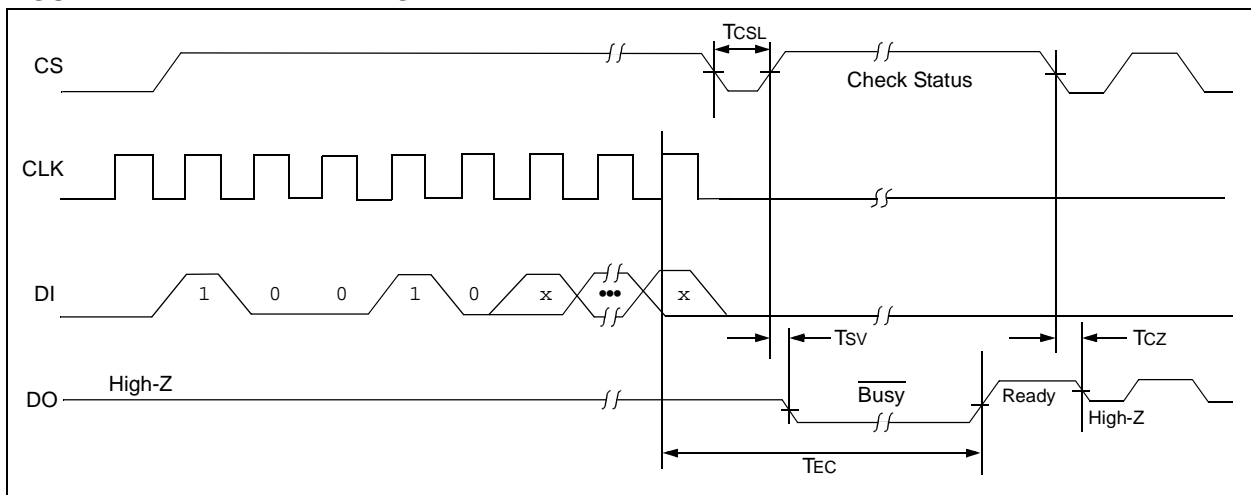 TCSL
CS
Check Status
CLK
DI
1 0 0 1 0 x ••• x
TSV
TCZ
High-Z
DO
Busy
Ready
High-Z
TEC